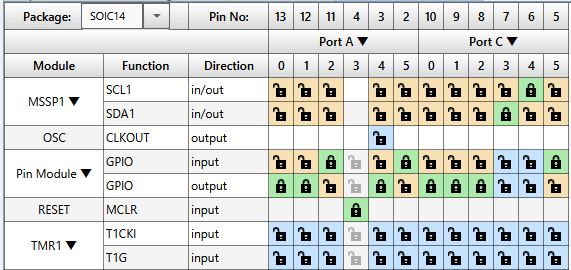 Package: SOIC14 Pin No: 13 12 11 4 3 2 10 9 8 7 6 5
Port A ▼ Port C ▼
Module Function Direction 0 1 2 3 4 5 0 1 2 3 4 5
MSSP1 SCL1 in/out
SDA1 in/out
OSC CLKOUT output
Pin Module ▼ GPIO input
GPIO output
RESET MCLR input
TMR1 ▼ T1CKI input
T1G input